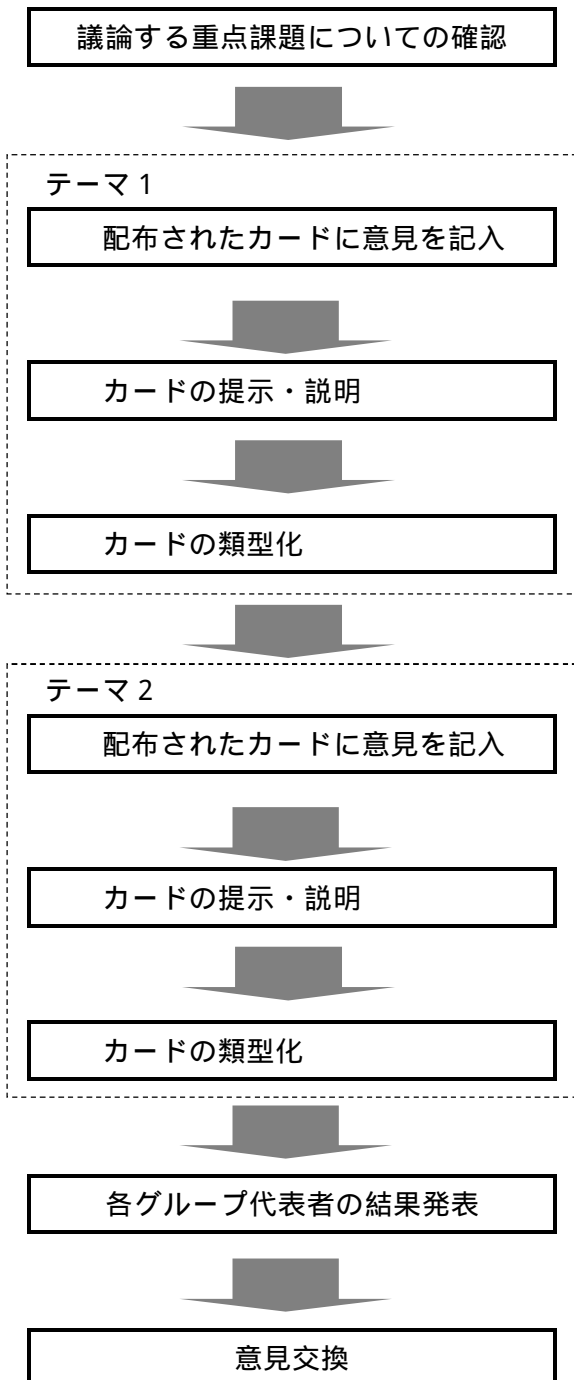 議論する重点課題についての確認
テーマ1
配布されたカードに意見を記入
カードの提示・説明
カードの類型化
テーマ2
配布されたカードに意見を記入
カードの提示・説明
カードの類型化
各グループ代表者の結果発表
意見交換